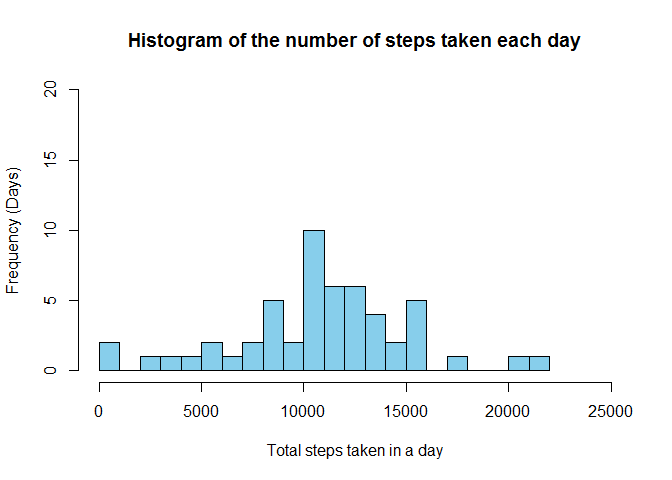 Histogram of the number of steps taken each day
20
15
10
5
0
Frequency (Days)
0 5000 10000 15000 20000 25000
Total steps taken in a day